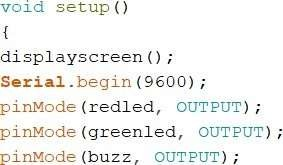 void setup()
{
displayscreen();
Serial.begin(9600);
pinMode(redled, OUTPUT);
pinMode(greenled, OUTPUT);
pinMode(buzz, OUTPUT);